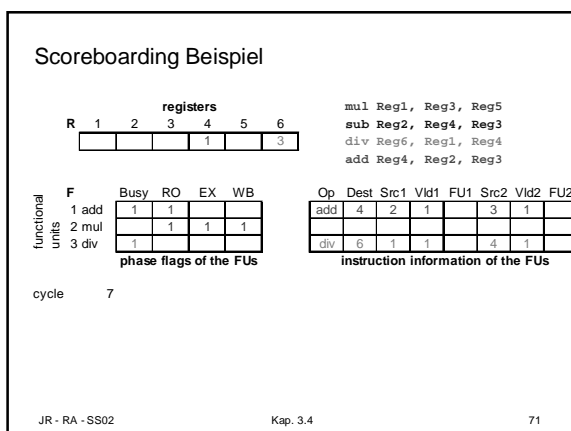 Scoreboarding Beispiel
registers
R 1 2 3 4 5 6
1 3
mul Reg1, Reg3, Reg5
sub Reg2, Reg4, Reg3
div Reg6, Reg1, Reg4
add Reg4, Reg2, Reg3
functional units
F Busy RO EX WB
1 add 1 1
2 mul 1 1 1
3 div 1
phase flags of the FUs
Op Dest Src1 Vld1 FU1 Src2 Vld2 FU2
add 4 2 1 3 1
div 6 1 1 4 1
instruction information of the FUs
cycle 7
JR - RA - SS02 Kap. 3.4 71